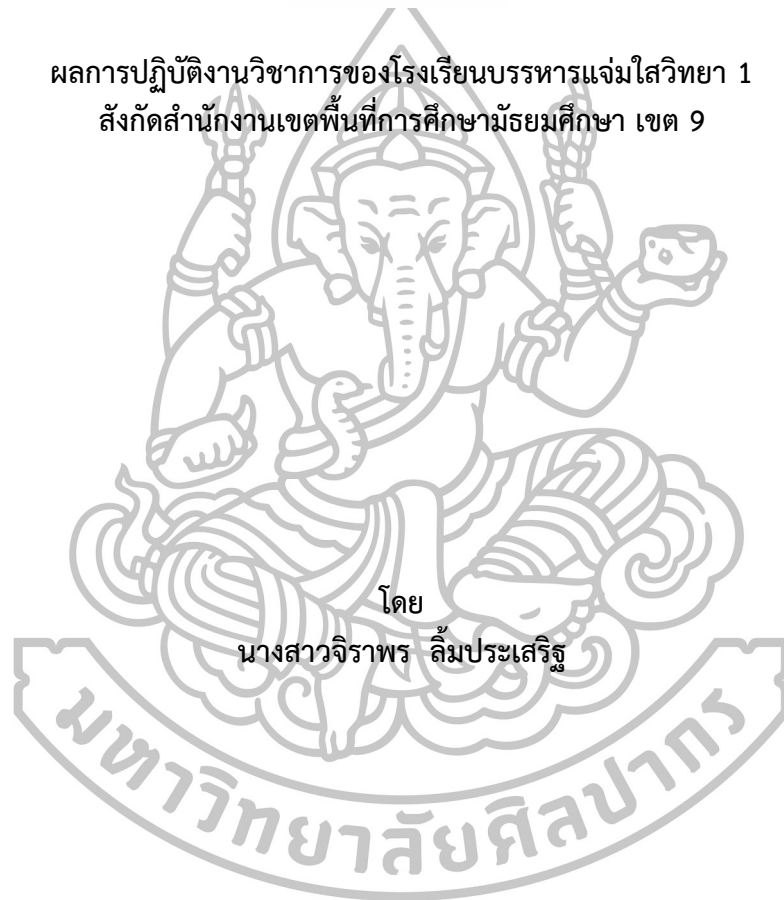 ผลการปฏิบัติงานวิชาการของโรงเรียนบรรหารแจ่มใสวิทยา 1
สังกัดสำนักงานเขตพื้นที่การศึกษามัธยมศึกษา เขต 9
โดย
นางสาวจิราพร ลิ้มประเสริฐ
มหาวิทยาลัยศิลปากร